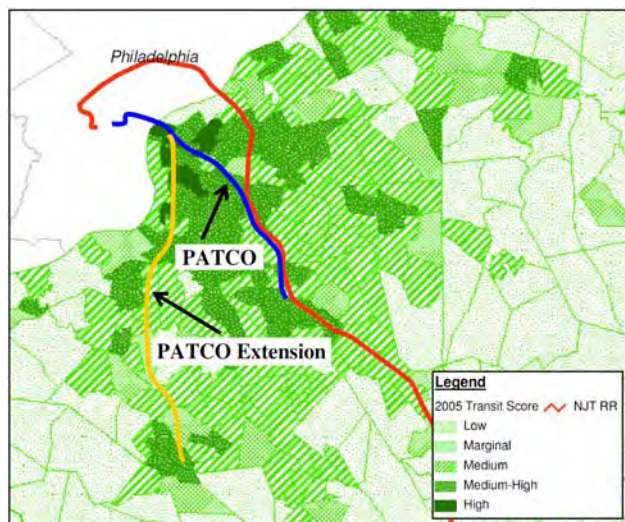 Philadelphia
PATCO
PATCO Extension
Legend
2005 Transit Score NJT RR
Low
Marginal
Medium
Medium-High
High